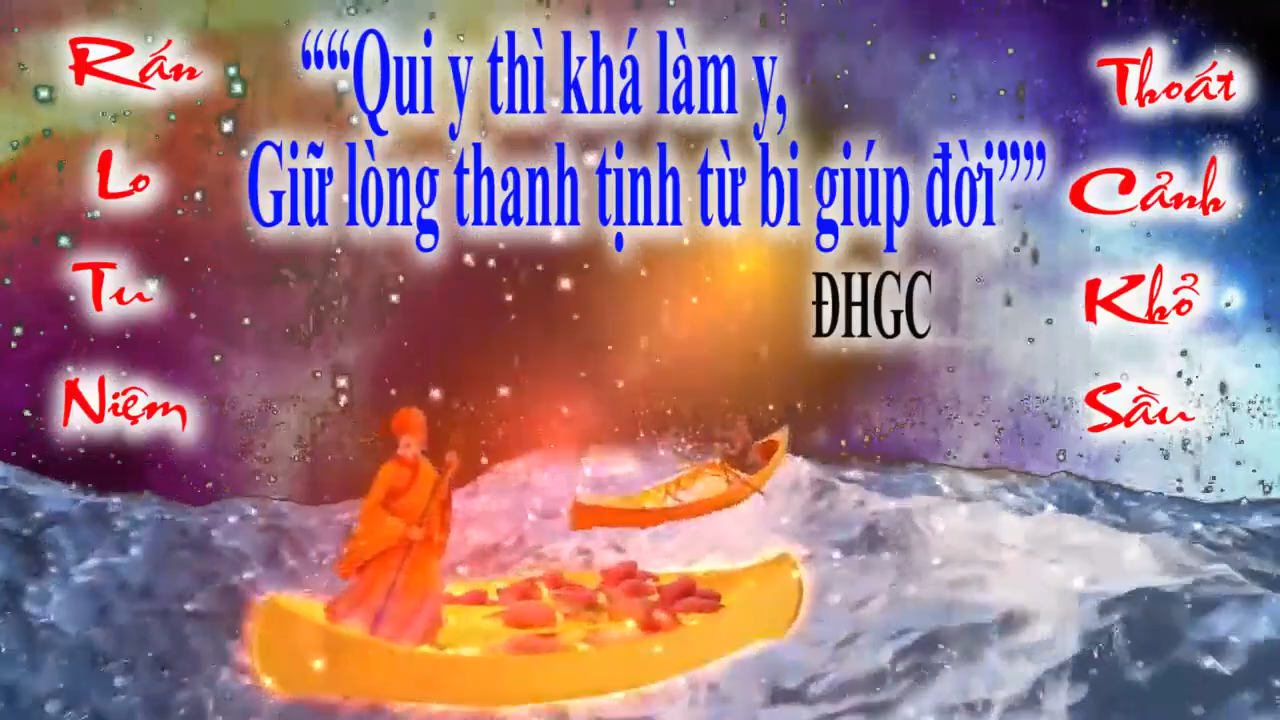 Rán
Lo
Tu
Niệm
““Qui y thì khá làm y,
Giữ lòng thanh tịnh từ bi giúp đời””
ĐHGC
Thoát
Cảnh
Khổ
Sầu